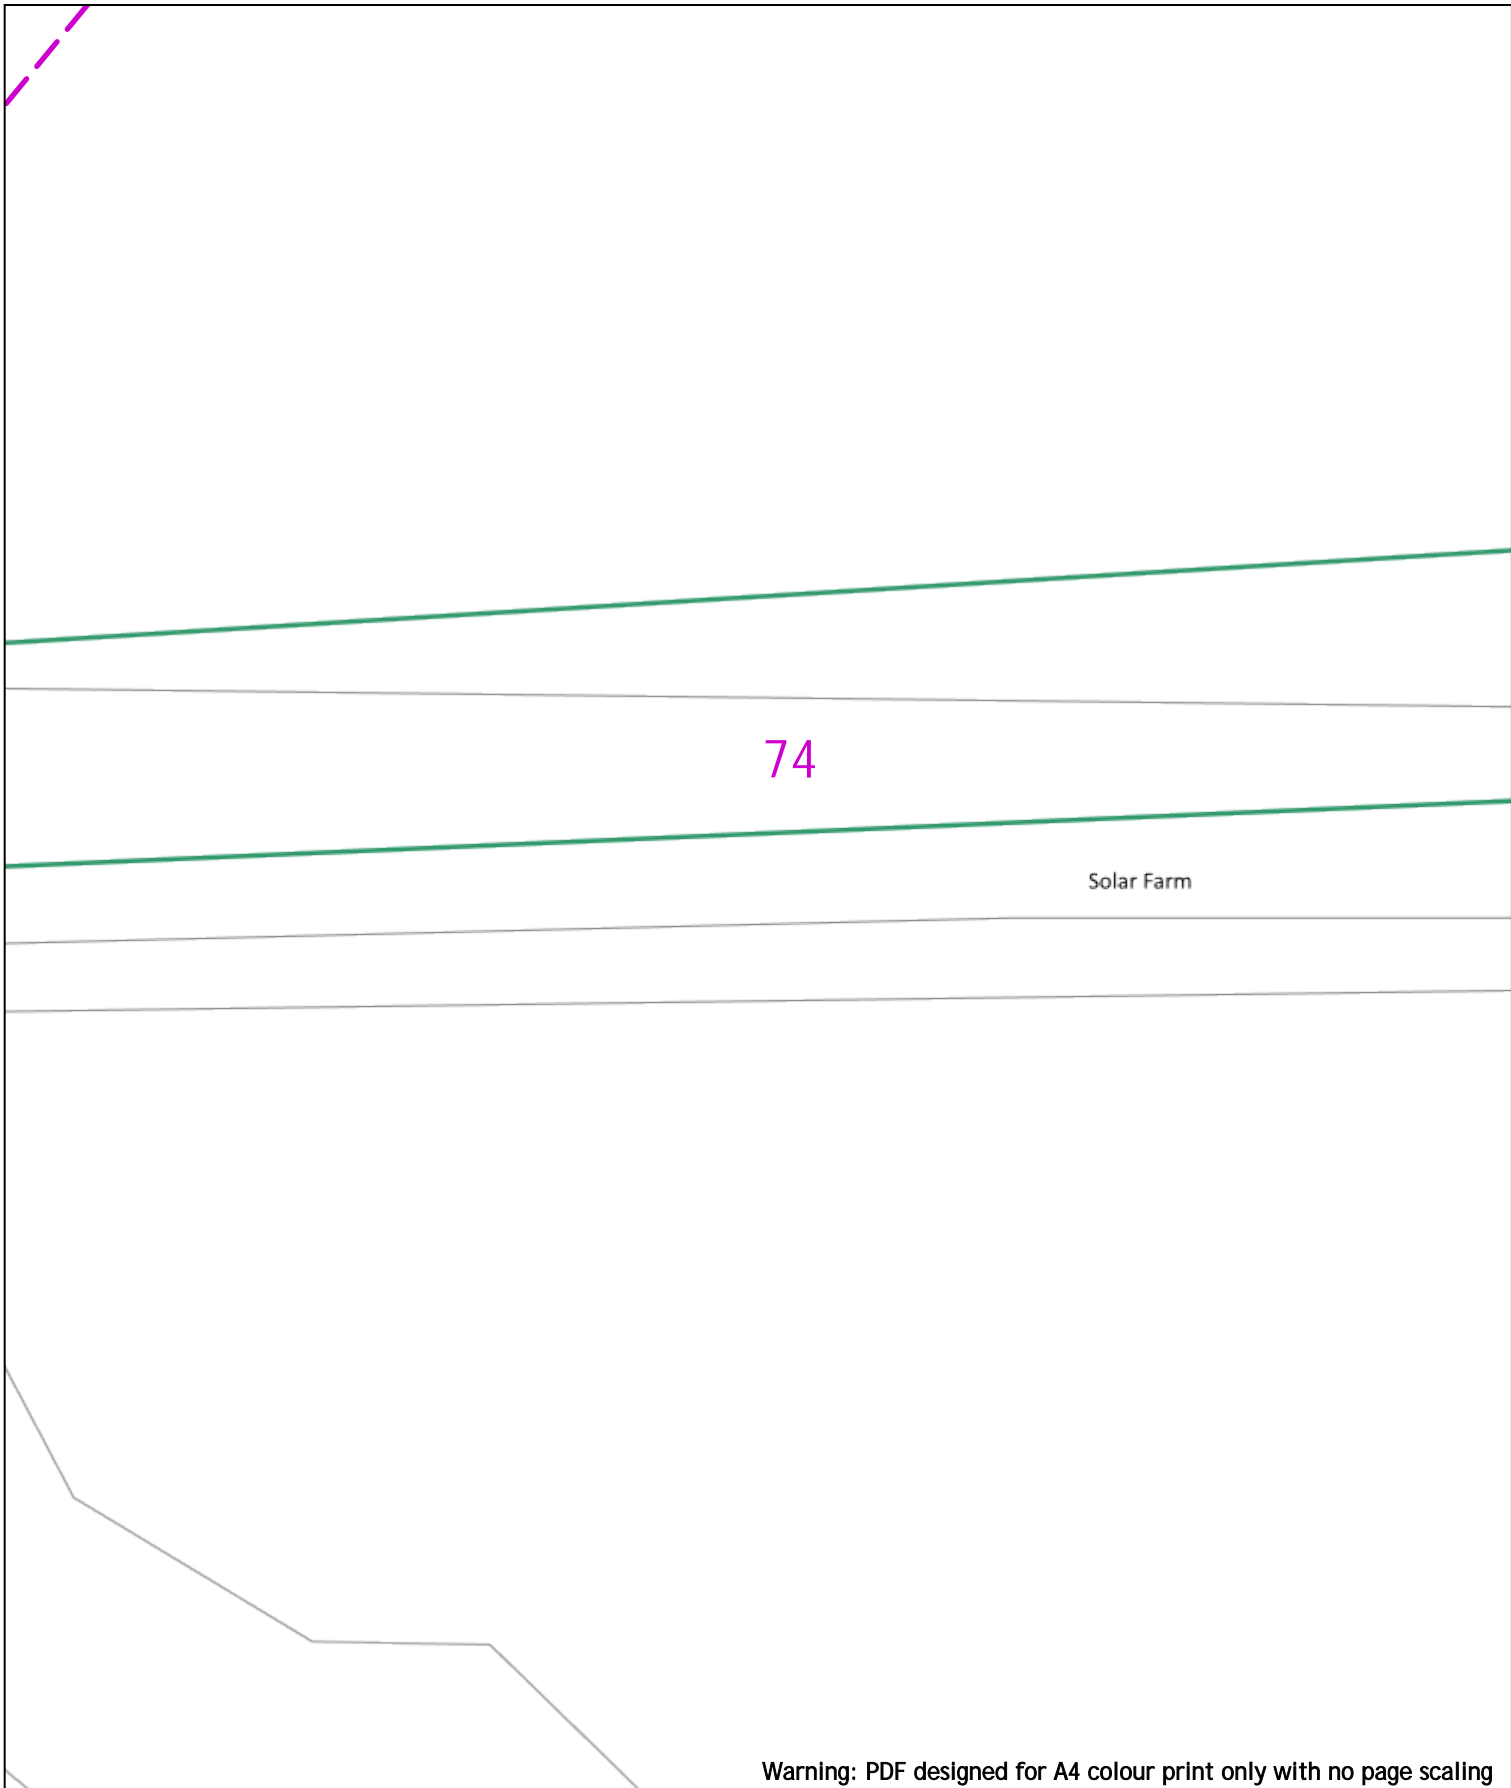 74
Solar Farm
Warning: PDF designed for A4 colour print only with no page scaling